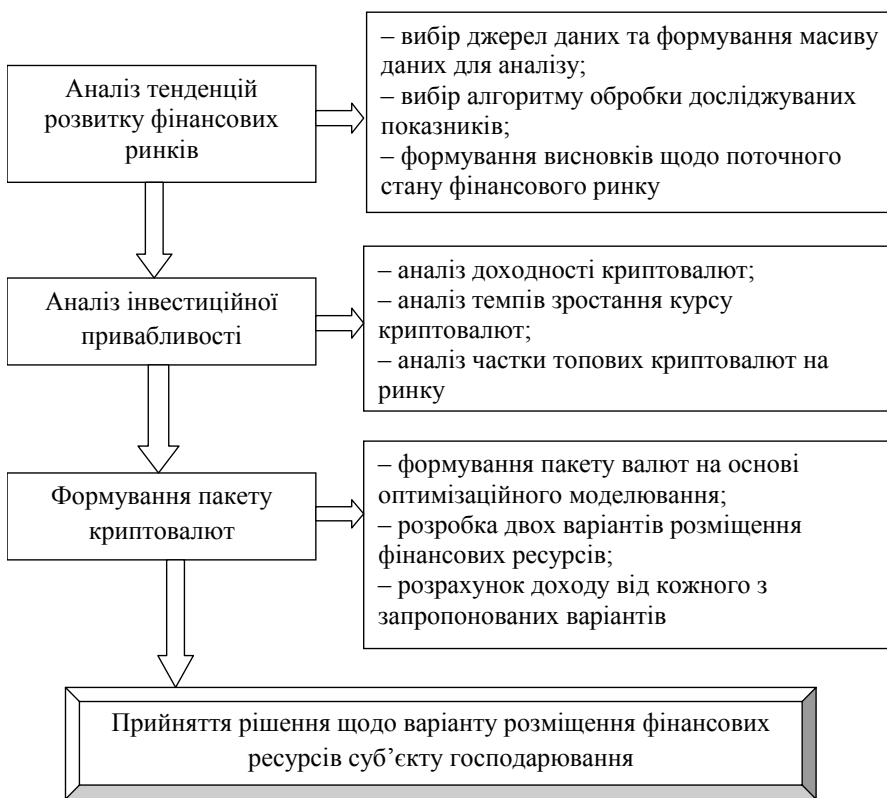 Аналіз тенденцій
розвитку фінансових
ринків
– вибір джерел даних та формування масиву
даних для аналізу;
– вибір алгоритму обробки досліджуваних
показників;
– формування висновків щодо поточного
стану фінансового ринку
Аналіз інвестиційної
привабливості
– аналіз доходності криптовалют;
– аналіз темпів зростання курсу
криптовалют;
– аналіз частки топових криптовалют на
ринку
Формування пакету
криптовалют
– формування пакету валют на основі
оптимізаційного моделювання;
– розробка двох варіантів розміщення
фінансових ресурсів;
– розрахунок доходу від кожного з
запропонованих варіантів
Прийняття рішення щодо варіанту розміщення фінансових
ресурсів суб’єкту господарювання